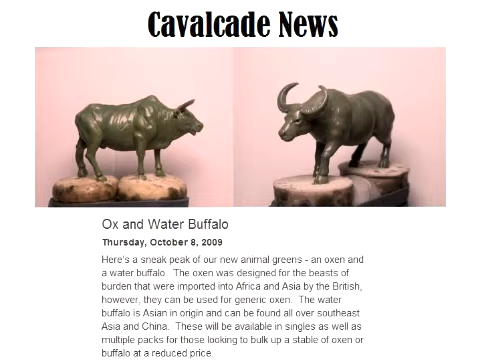 Cavalcade News
Ox and Water Buffalo
Thursday, October 8, 2009
Here's a sneak peak of our new animal greens - an oxen and
a water buffalo. The oxen was designed for the beasts of
burden that were imported into Africa and Asia by the British,
however, they can be used for generic oxen. The water
buffalo is Asian in origin and can be found all over southeast
Asia and China. These will be available in singles as well as
multiple packs for those looking to bulk up a stable of oxen or
buffalo at a reduced price.